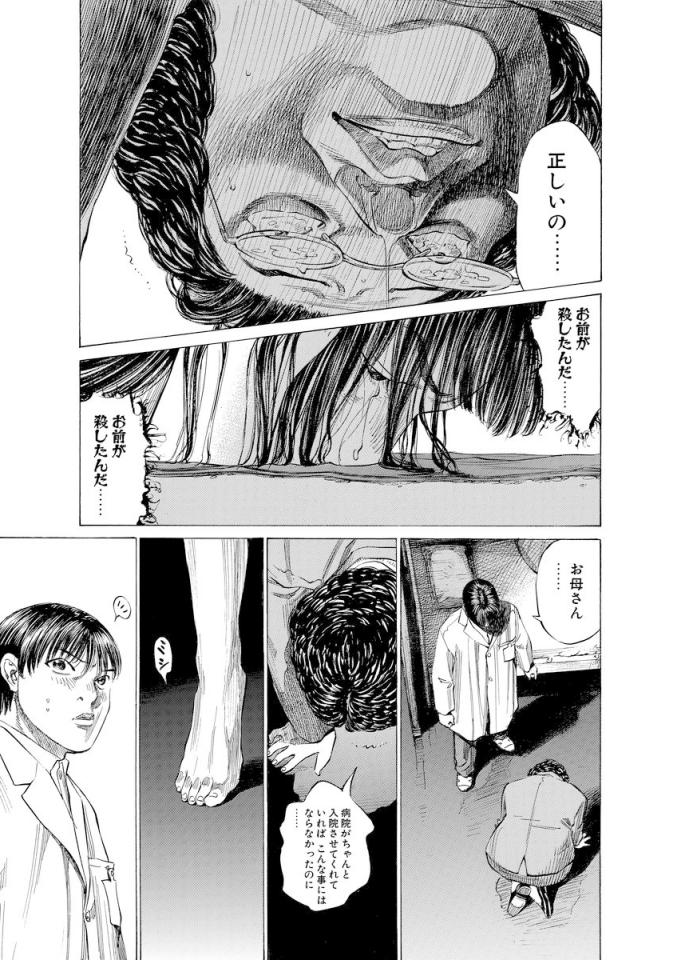 正しいの……
お前が
殺したんだ……
お前が
殺したんだ……
お母さん
……
病院がちゃんと
入院させてくれて
いれば こんな事には
ならなかったのに
……
ヒシ